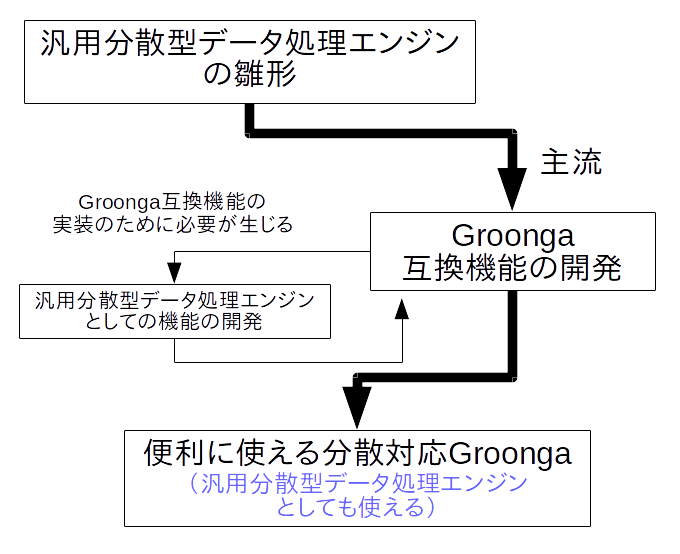 汎用分散型データ処理エンジン
の雛形
主流
Groonga互換機能の
実装のために必要が生じる
Groonga
互換機能の開発
汎用分散型データ処理エンジン
としての機能の開発
便利に使える分散対応Groonga
（汎用分散型データ処理エンジン
としても使える）